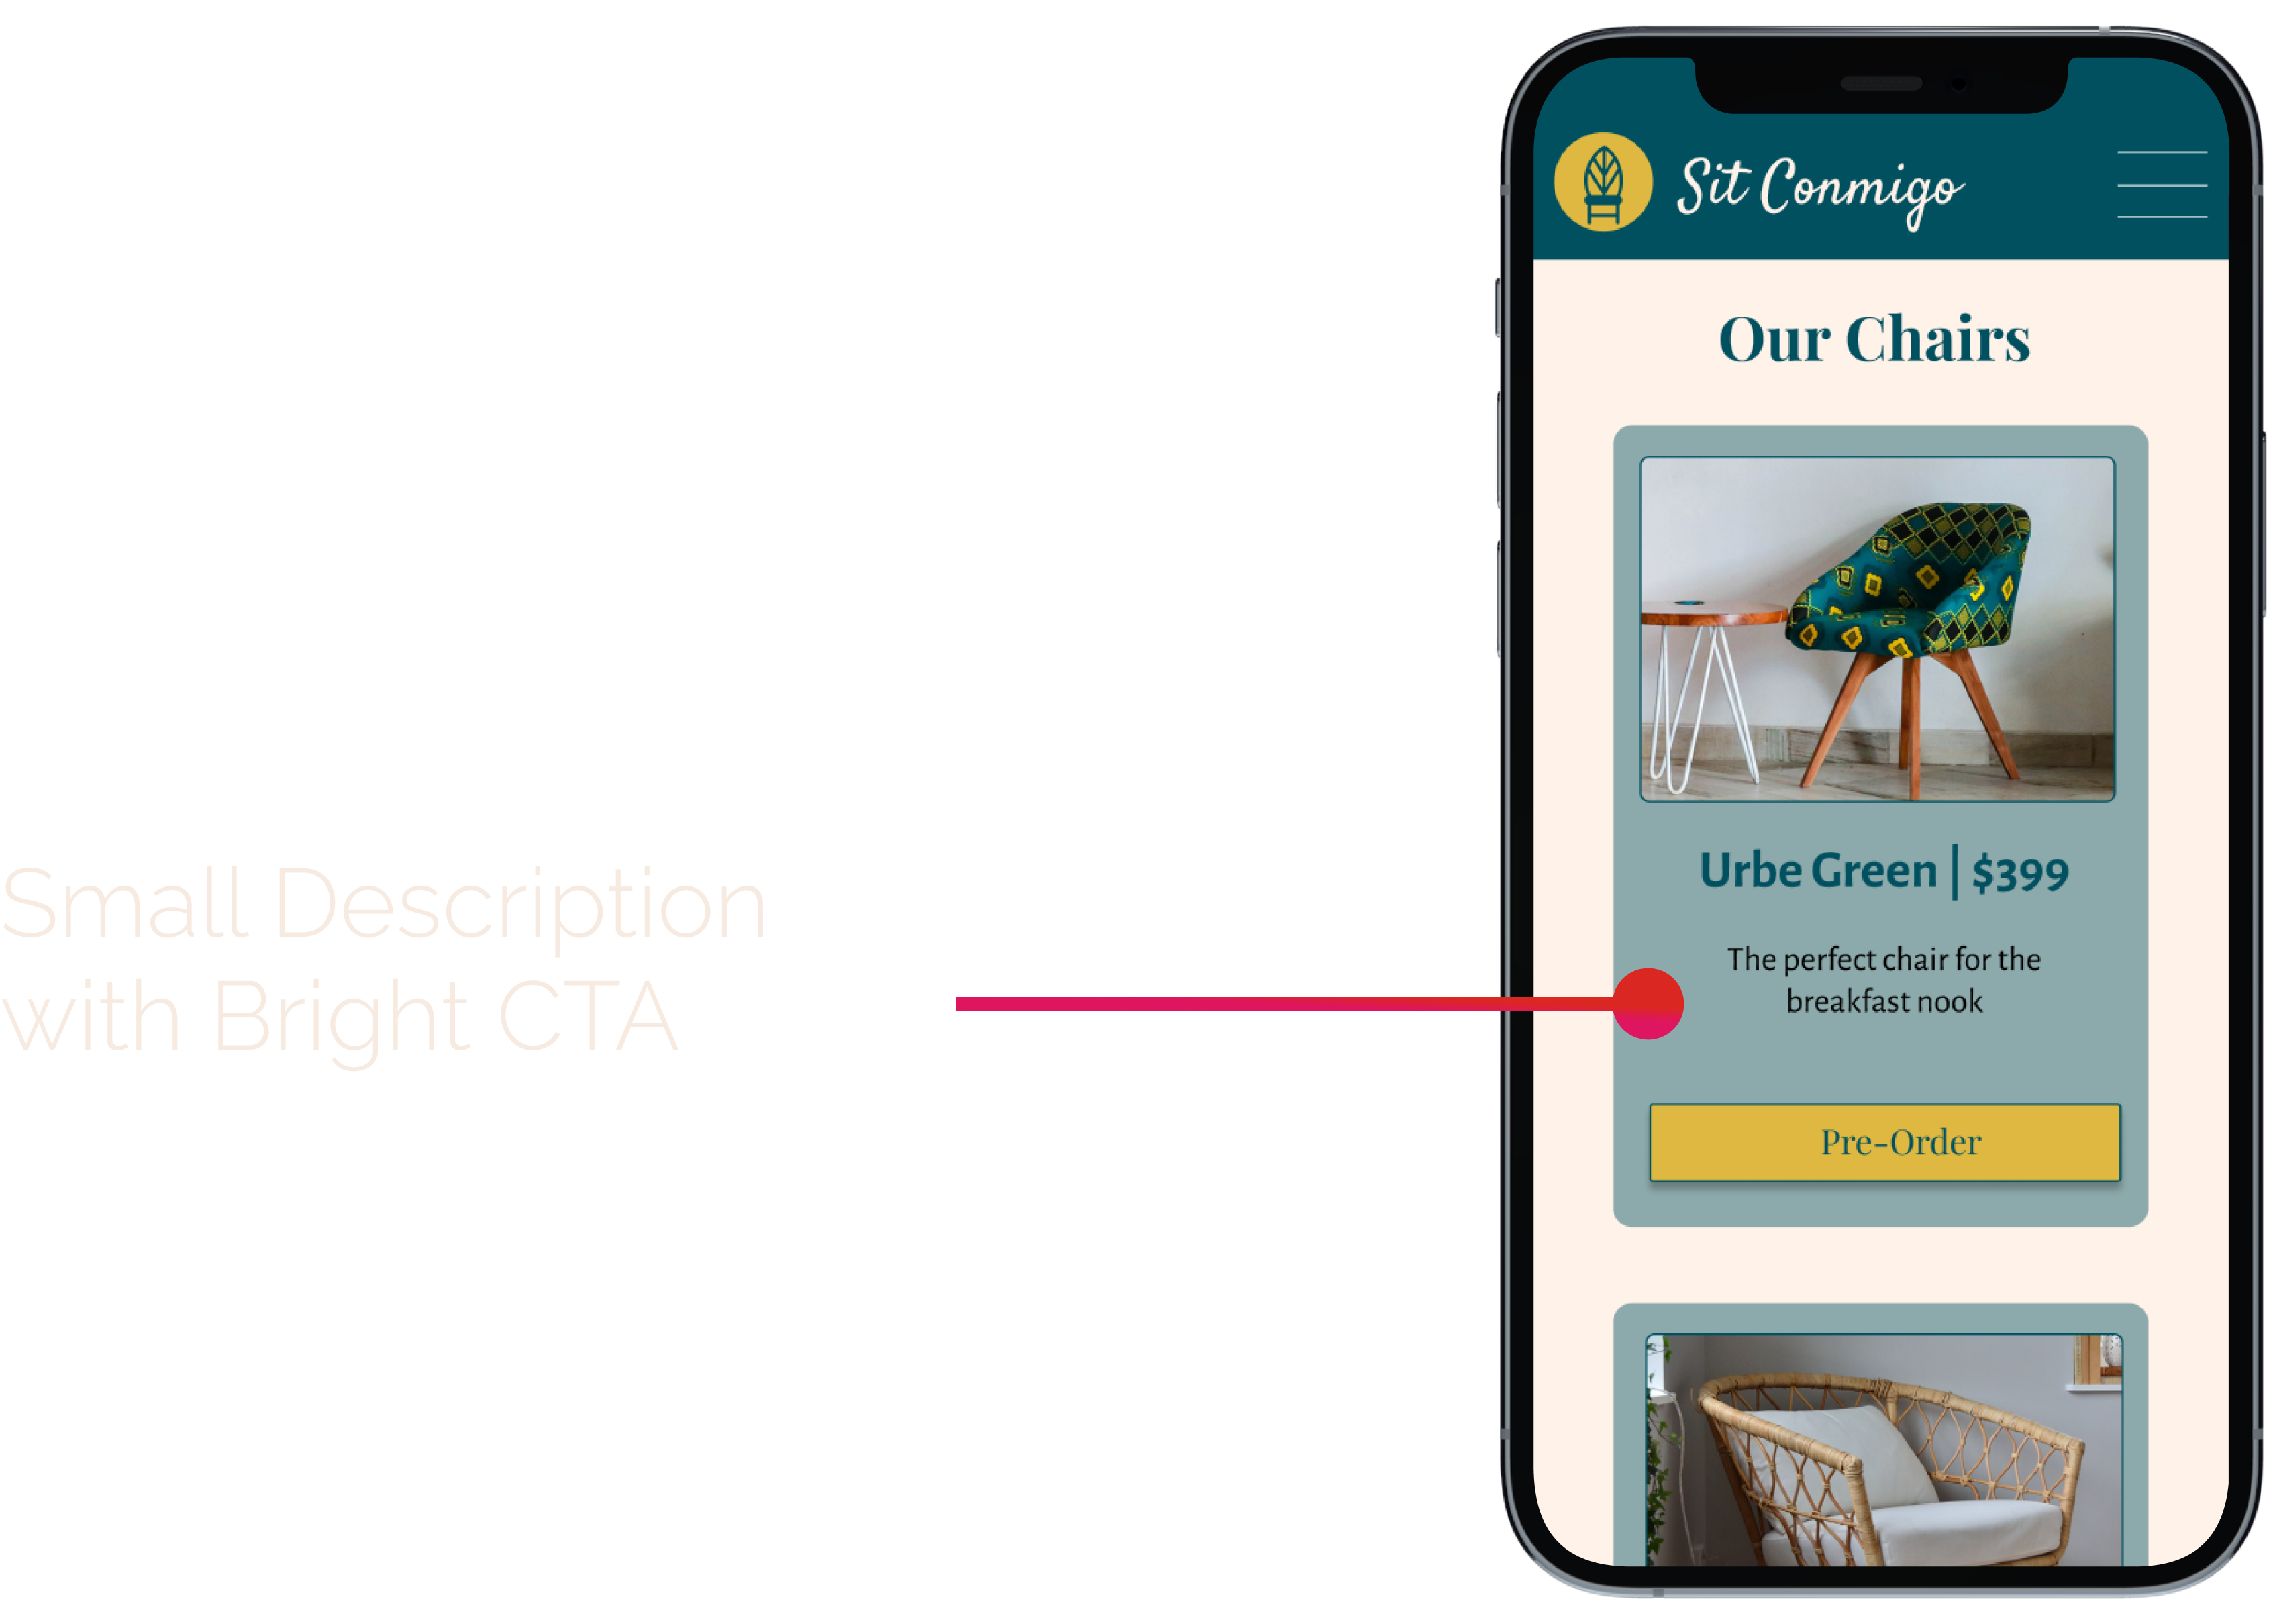 Small Description
with Bright CTA
Sit Conmigo
Our Chairs
Urbe Green | $399
The perfect chair for the
breakfast nook
Pre-Order